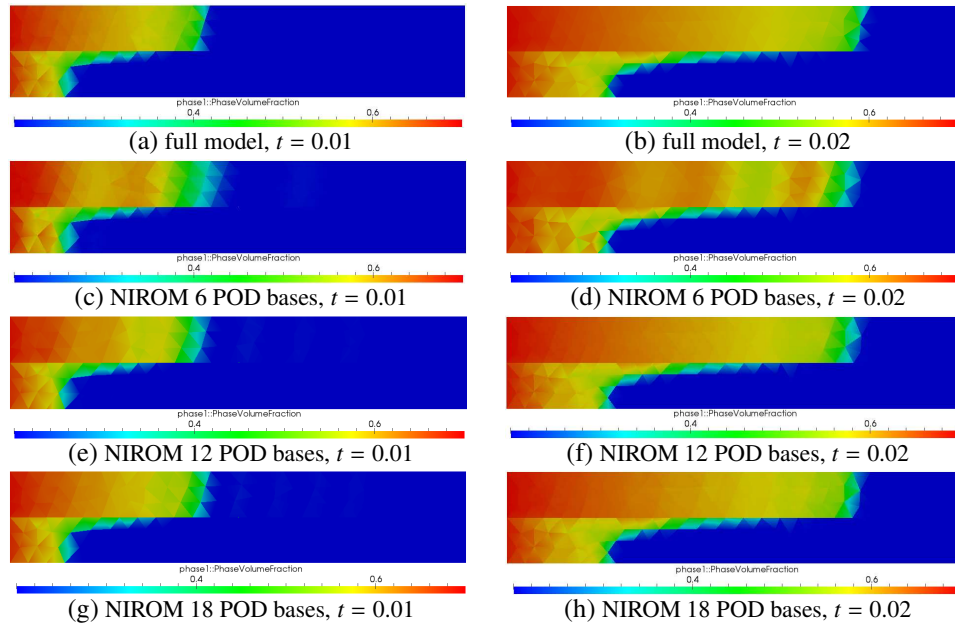 phase1::PhaseVolumeFraction
0.4 0.6
(a) full model, t = 0.01
phase1::PhaseVolumeFraction
0.4 0.6
(b) full model, t = 0.02
phase1::PhaseVolumeFraction
0.4 0.6
(c) NIROM 6 POD bases, t = 0.01
phase1::PhaseVolumeFraction
0.4 0.6
(d) NIROM 6 POD bases, t = 0.02
phase1::PhaseVolumeFraction
0.4 0.6
(e) NIROM 12 POD bases, t = 0.01
phase1::PhaseVolumeFraction
0.4 0.6
(f) NIROM 12 POD bases, t = 0.02
phase1::PhaseVolumeFraction
0.4 0.6
(g) NIROM 18 POD bases, t = 0.01
phase1::PhaseVolumeFraction
0.4 0.6
(h) NIROM 18 POD bases, t = 0.02